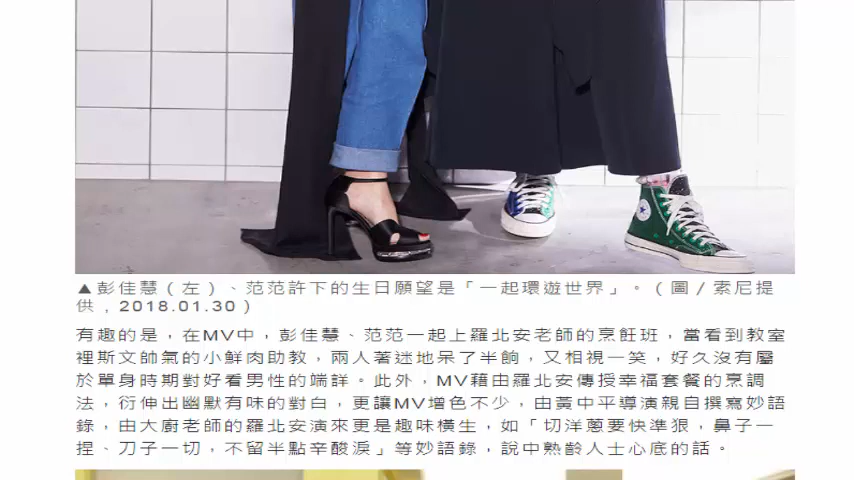 ▲彭佳慧（左）、范范許下的生日願望是「一起環遊世界」。（圖／索尼提
供，2018.01.30）
有趣的是，在MV中，彭佳慧、范范一起上羅北安老師的烹飪班，當看到教室
裡斯文帥氣的小鮮肉助教，兩人著迷地呆了半餉，又相視一笑，好久沒有屬
於單身時期對好看男性的端詳。此外，MV藉由羅北安傳授幸福套餐的烹調
法，衍伸出幽默有味的對白，更讓MV增色不少，由黃中平導演親自撰寫妙語
錄，由大廚老師的羅北安演來更是趣味橫生，如「切洋蔥要快準狠，鼻子一
捏、刀子一切，不留半點辛酸淚」等妙語錄，說中熟齡人士心底的話。